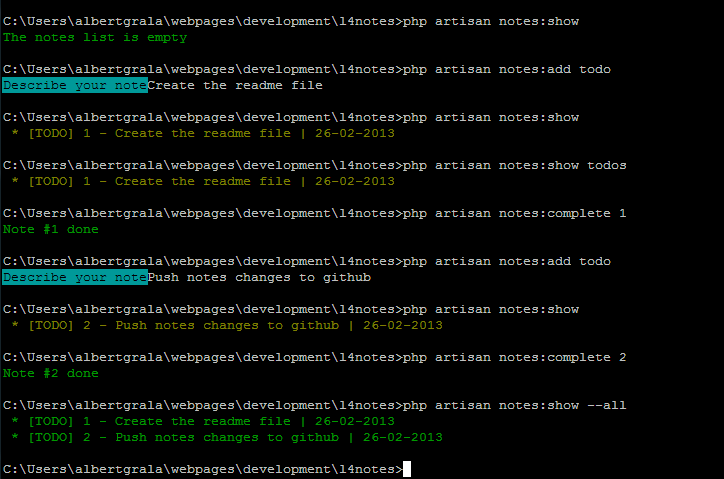 C:\Users\albertgrala\webpages\development\l4notes>php artisan notes:show
The notes list is empty
C:\Users\albertgrala\webpages\development\l4notes>php artisan notes:add todo
Describe your noteCreate the readme file
C:\Users\albertgrala\webpages\development\l4notes>php artisan notes:show
* [TODO] 1 - Create the readme file | 26-02-2013
C:\Users\albertgrala\webpages\development\l4notes>php artisan notes:show todos
* [TODO] 1 - Create the readme file | 26-02-2013
C:\Users\albertgrala\webpages\development\l4notes>php artisan notes:complete 1
Note #1 done
C:\Users\albertgrala\webpages\development\l4notes>php artisan notes:add todo
Describe your notePush notes changes to github
C:\Users\albertgrala\webpages\development\l4notes>php artisan notes:show
* [TODO] 2 - Push notes changes to github | 26-02-2013
C:\Users\albertgrala\webpages\development\l4notes>php artisan notes:complete 2
Note #2 done
C:\Users\albertgrala\webpages\development\l4notes>php artisan notes:show --all
* [TODO] 1 - Create the readme file | 26-02-2013
* [TODO] 2 - Push notes changes to github | 26-02-2013
C:\Users\albertgrala\webpages\development\l4notes>